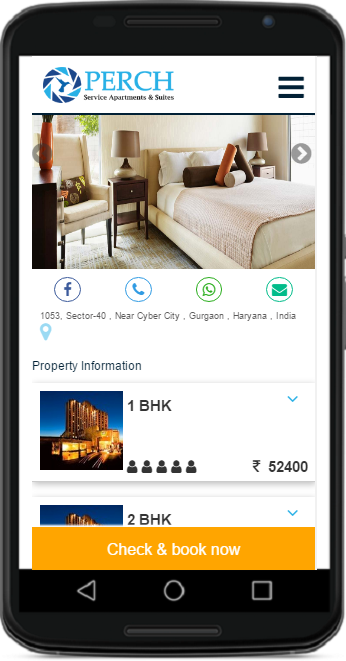 PERCH
Service Apartments & Suites
1053, Sector-40 , Near Cyber City , Gurgaon , Haryana , India
Property Information
1 BHK
₹ 52400
2 BHK
Check & book now